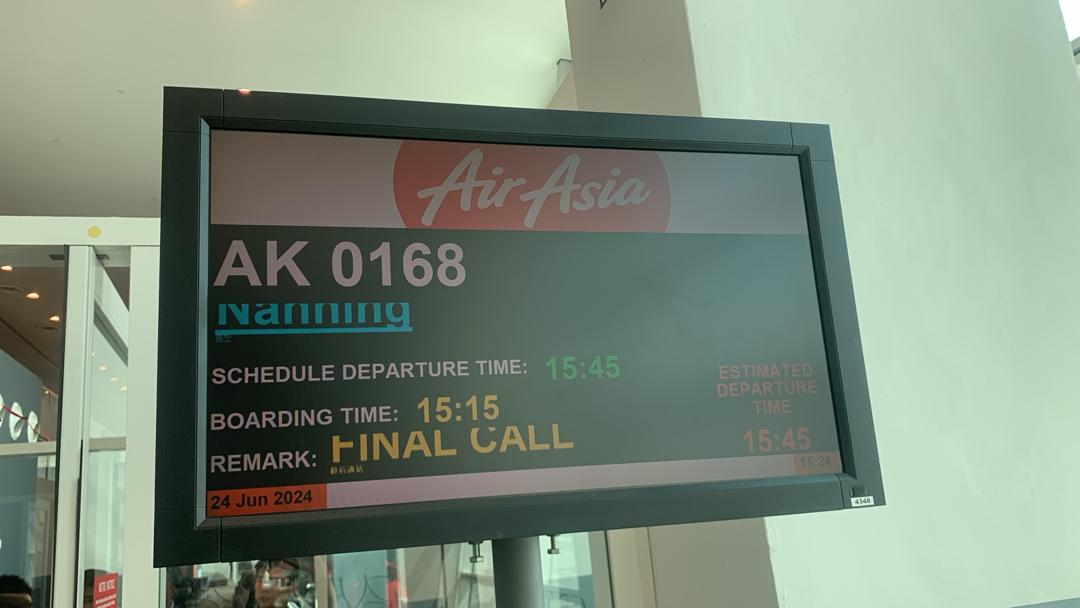 AirAsia
AK 0168
Nanning
SCHEDULE DEPARTURE TIME: 15:45
BOARDING TIME: 15:15
REMARK: FINAL CALL
ESTIMATED
DEPARTURE
TIME
15:45
15:24
24 Jun 2024
4348